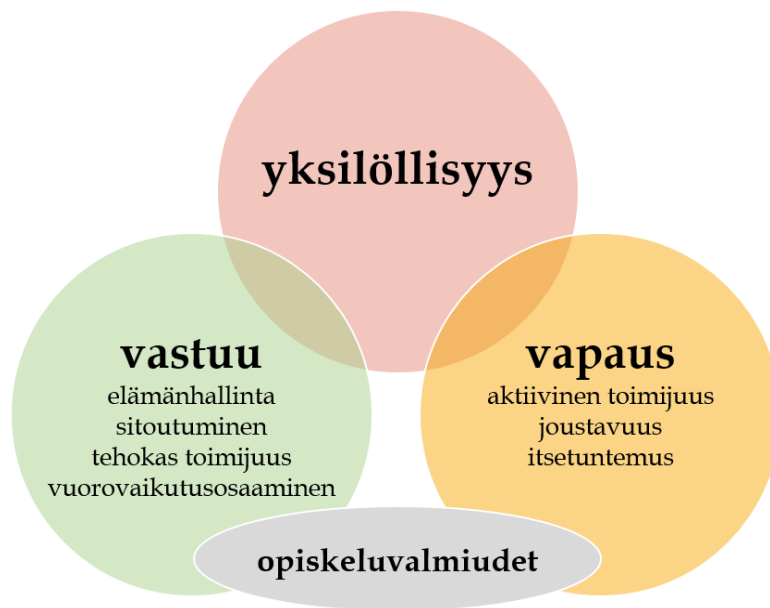 yksilöllisyys
vastuu
elämänhallinta
sitoutuminen
tehokas toimijuus
vuorovaikutusosaaminen
vapaus
aktiivinen toimijuus
joustavuus
itsetuntemus
opiskeluvalmiudet